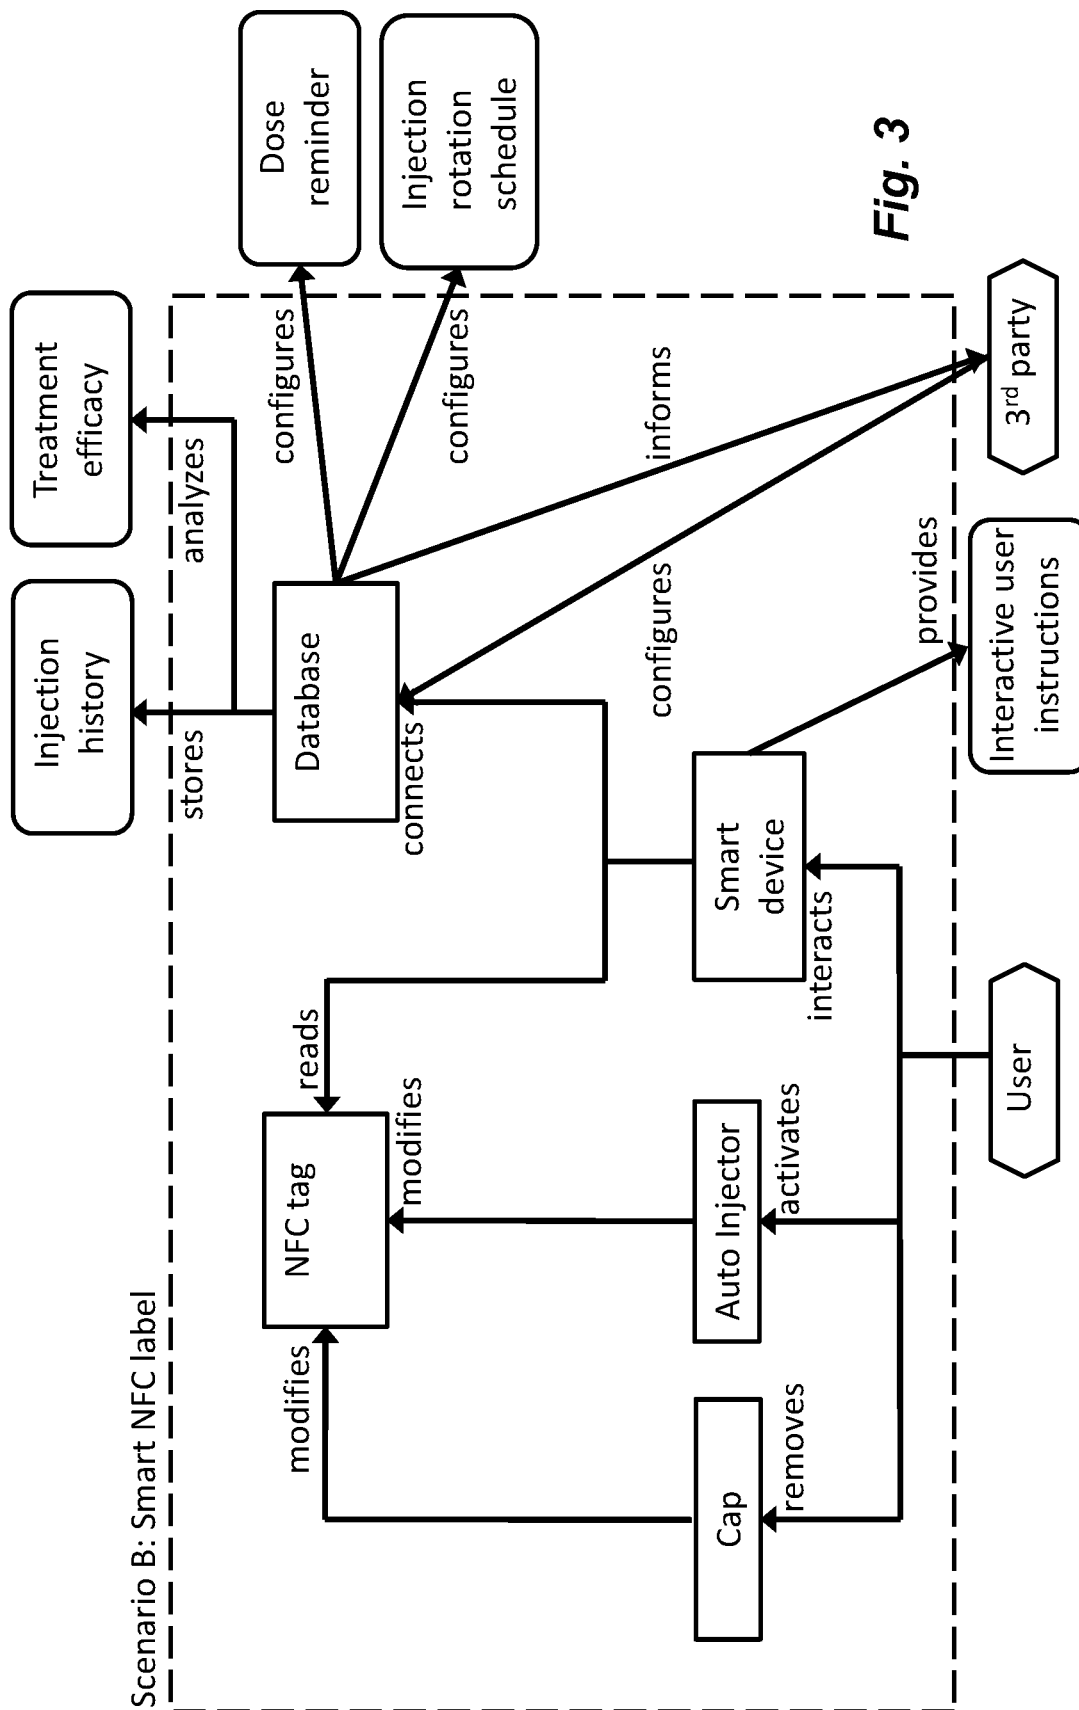 Scenario B: Smart NFC label
Injection
history
Treatment
efficacy
stores
analyzes
modifies
NFC tag
reads
Database
configures
Dose
reminder
modifies
connects
configures
Injection
rotation
schedule
Cap
Auto Injector
Smart
device
configures
informs
removes
activates
interacts
provides
User
Interactive user
instructions
3rd party
Fig. 3